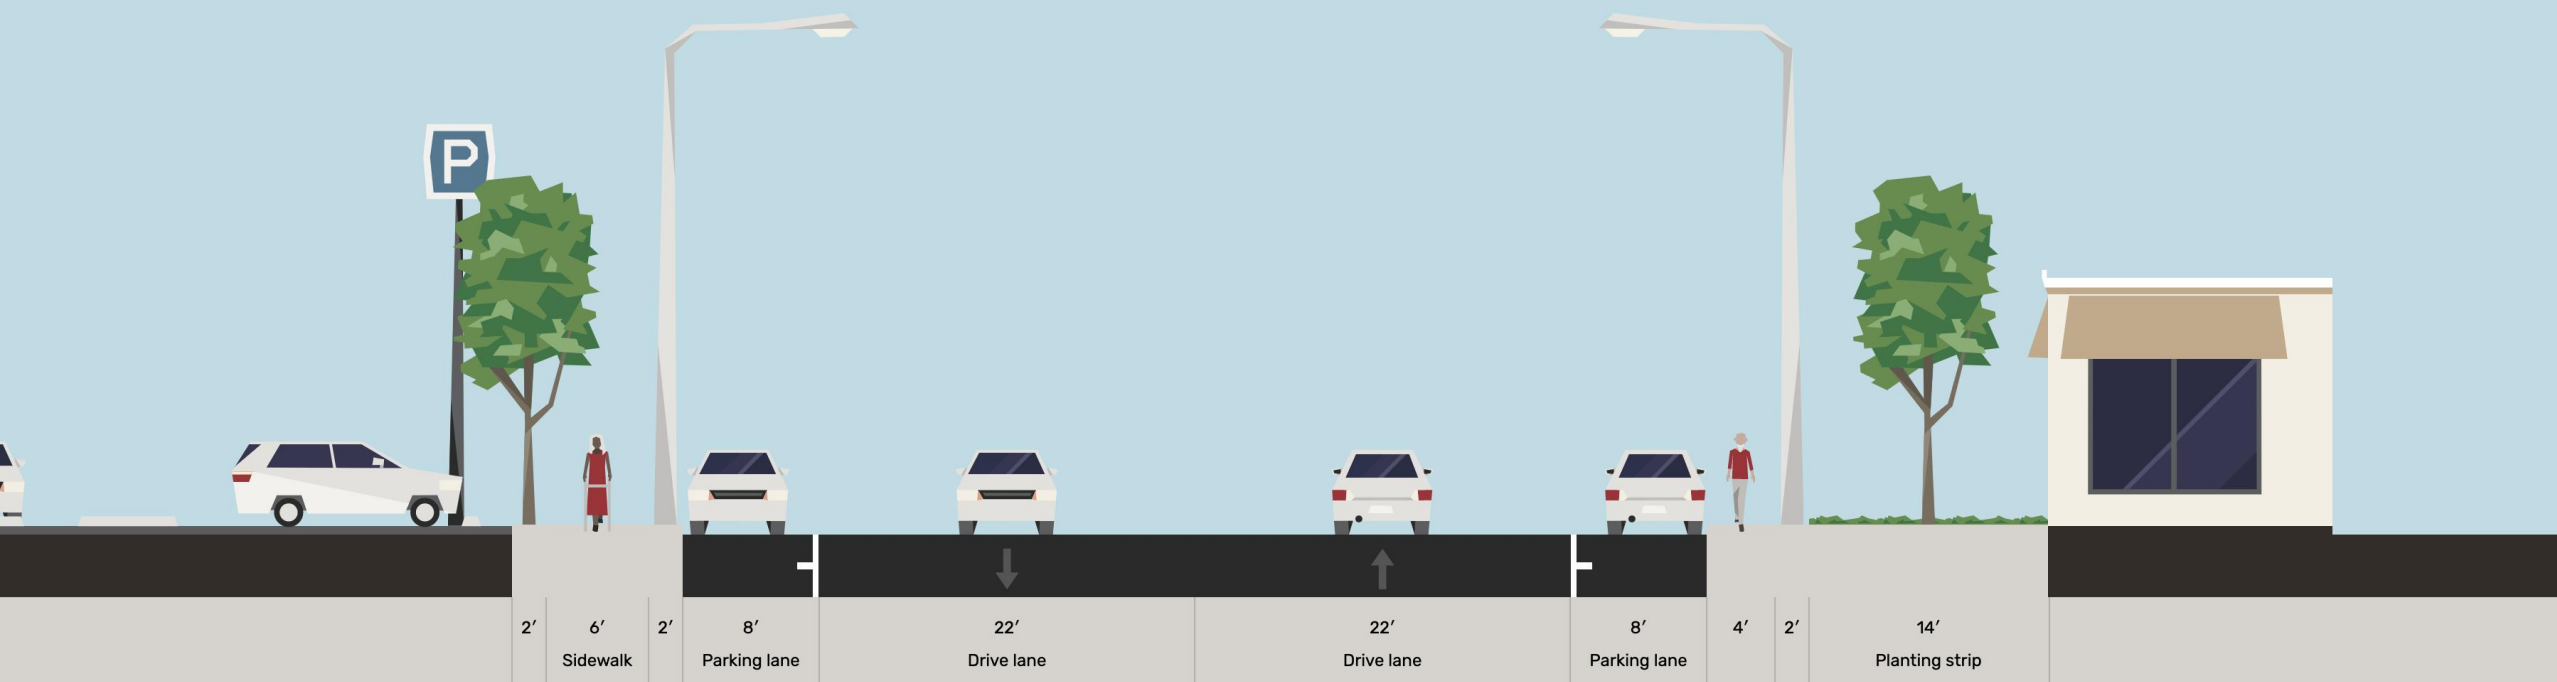 P
2′
6′
2′
8′
22′
22′
8′
4′
2′
14′
Sidewalk
Parking lane
Drive lane
Drive lane
Parking lane
Planting strip